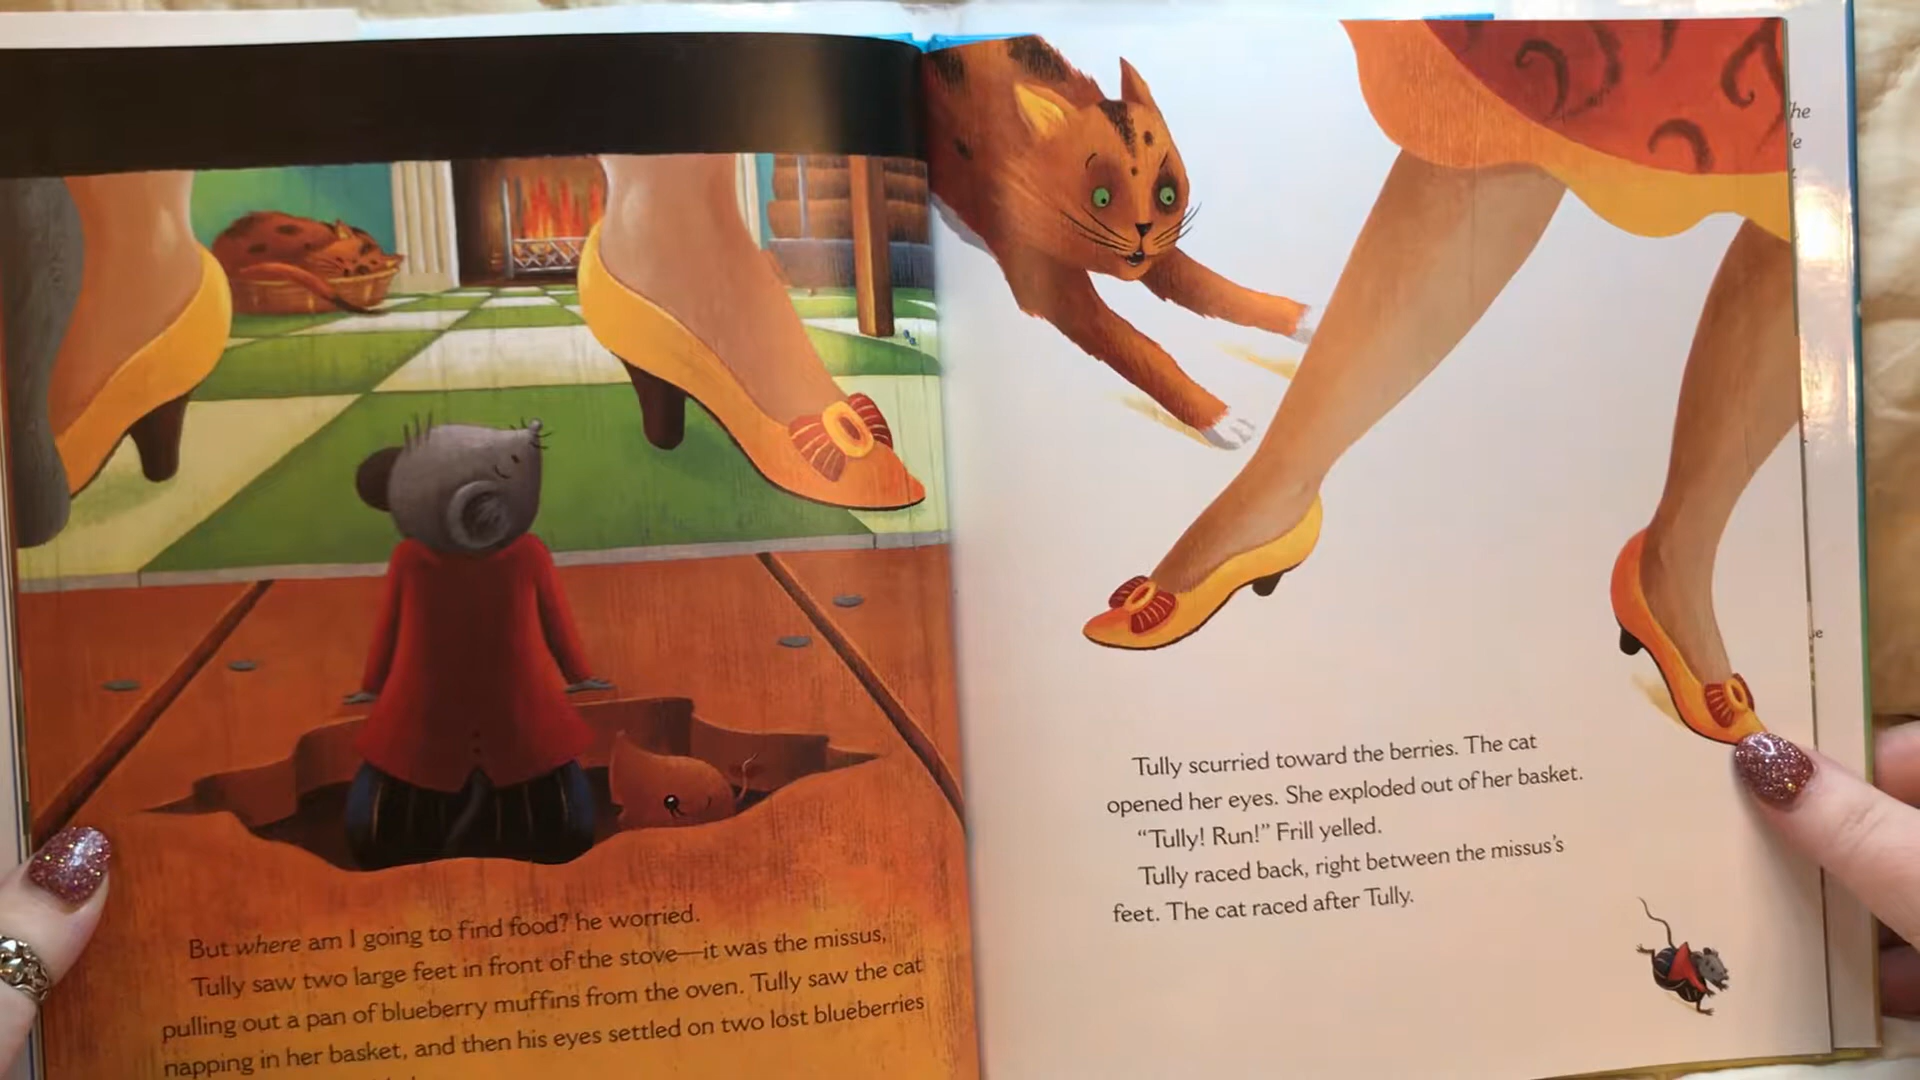 But where am I going to find food? he worried.
Tully saw two large feet in front of the stove—it was the missus,
pulling out a pan of blueberry muffins from the oven. Tully saw the cat
napping in her basket, and then his eyes settled on two lost blueberries
Tully scurried toward the berries. The cat
opened her eyes. She exploded out of her basket.
“Tully! Run!” Frill yelled.
Tully raced back, right between the missus’s
feet. The cat raced after Tully.